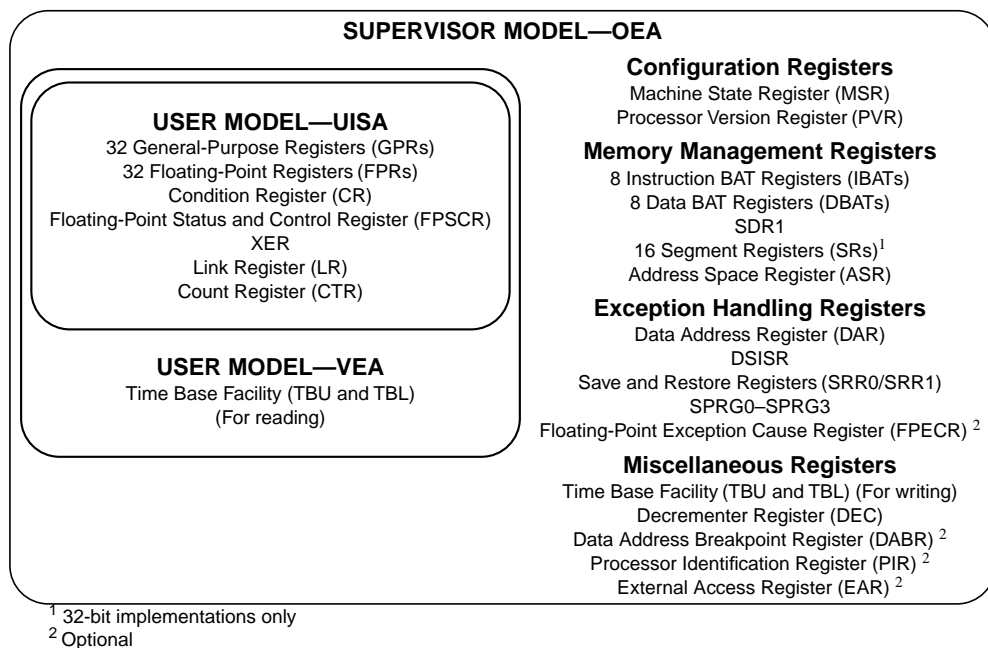 SUPERVISOR MODEL—OEA
USER MODEL—UISA
32 General-Purpose Registers (GPRs)
32 Floating-Point Registers (FPRs)
Condition Register (CR)
Floating-Point Status and Control Register (FPSCR)
XER
Link Register (LR)
Count Register (CTR)
USER MODEL—VEA
Time Base Facility (TBU and TBL)
(For reading)
Configuration Registers
Machine State Register (MSR)
Processor Version Register (PVR)
Memory Management Registers
8 Instruction BAT Registers (IBATs)
8 Data BAT Registers (DBATs)
SDR1
16 Segment Registers (SRs)1
Address Space Register (ASR)
Exception Handling Registers
Data Address Register (DAR)
DSISR
Save and Restore Registers (SRR0/SRR1)
SPRG0–SPRG3
Floating-Point Exception Cause Register (FPECR) 2
Miscellaneous Registers
Time Base Facility (TBU and TBL) (For writing)
Decrementer Register (DEC)
Data Address Breakpoint Register (DABR) 2
Processor Identification Register (PIR) 2
External Access Register (EAR) 2
1 32-bit implementations only
2 Optional